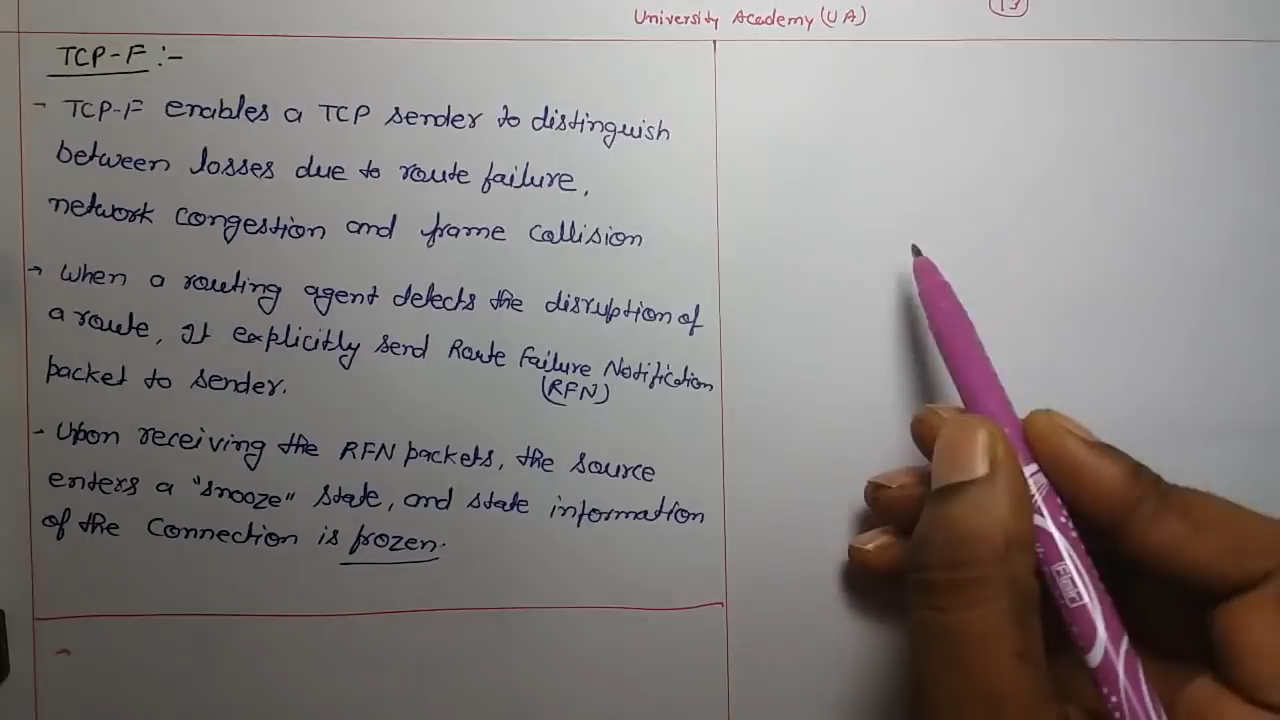 University Academy (UA)
13
TCP-F :-
- TCP-F enables a TCP sender to distinguish
between losses due to route failure,
network congestion and frame collision
→ When a routing agent detects the disruption of
a route, It explicitly send Route Failure Notification
(RFN)
packet to sender.
- Upon receiving the RFN packets, the source
enters a "snooze" state, and state information
of the Connection is frozen.
Flair